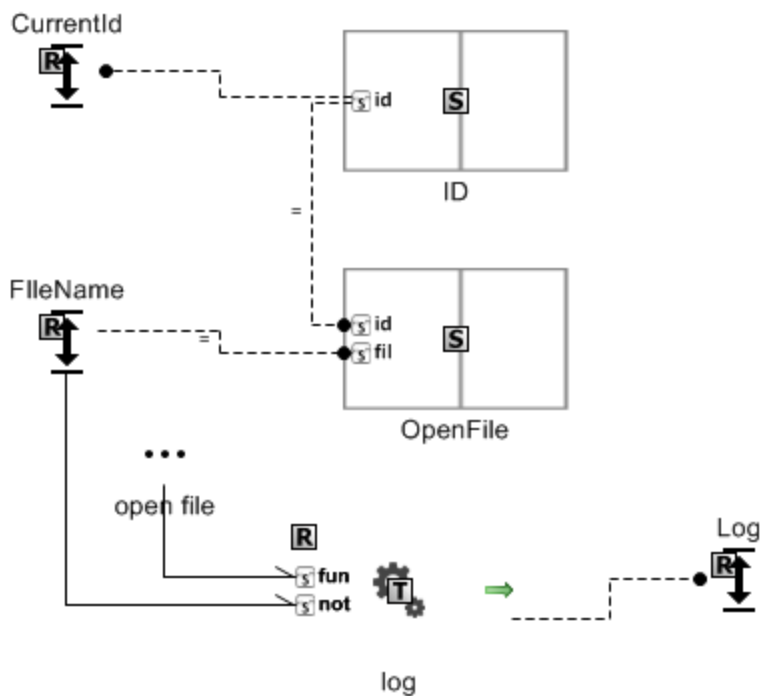 CurrentId
R
id
S
ID
=
FIleName
R
=
s id
s fil
S
OpenFile
...
open file
R
s fun
s not
T
log
Log
R